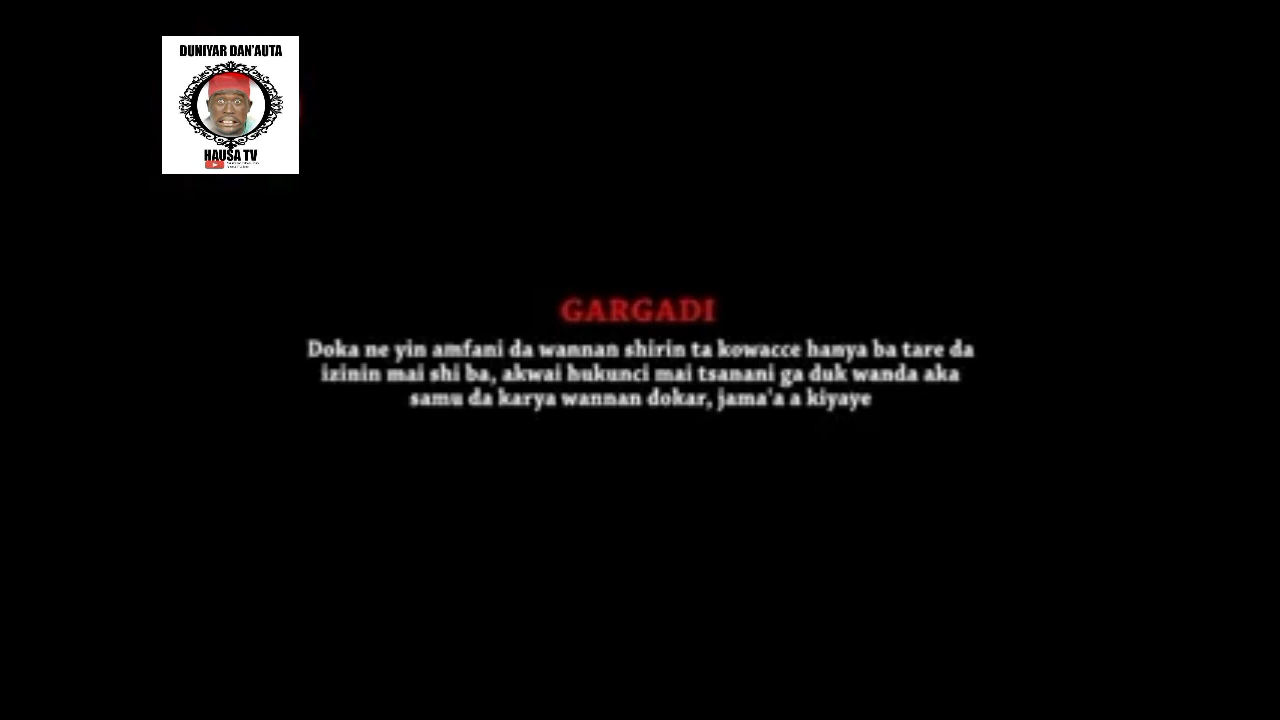 DUNIYAR DAN'AUTA
HAUSA TV
GARGADI
Doka ne yin amfani da wannan shirin ta kowacce hanya ba tare da
izinin mai shi ba, akwai hukunci mai tsanani ga duk wanda aka
samu da karya wannan dokar, jama'a a kiyaye